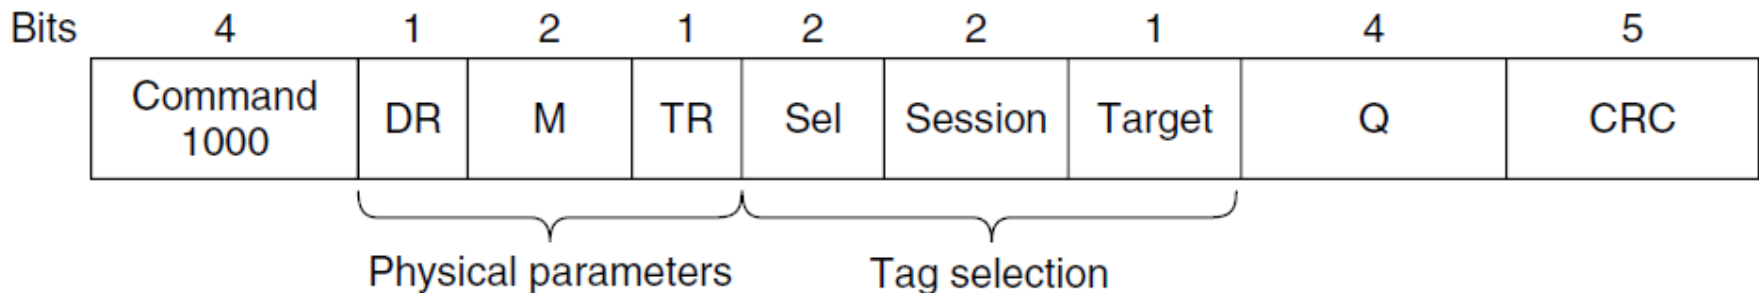 Bits 4 1 2 1 2 2 1 4 5
Command 1000 DR M TR Sel Session Target Q CRC
Physical parameters Tag selection